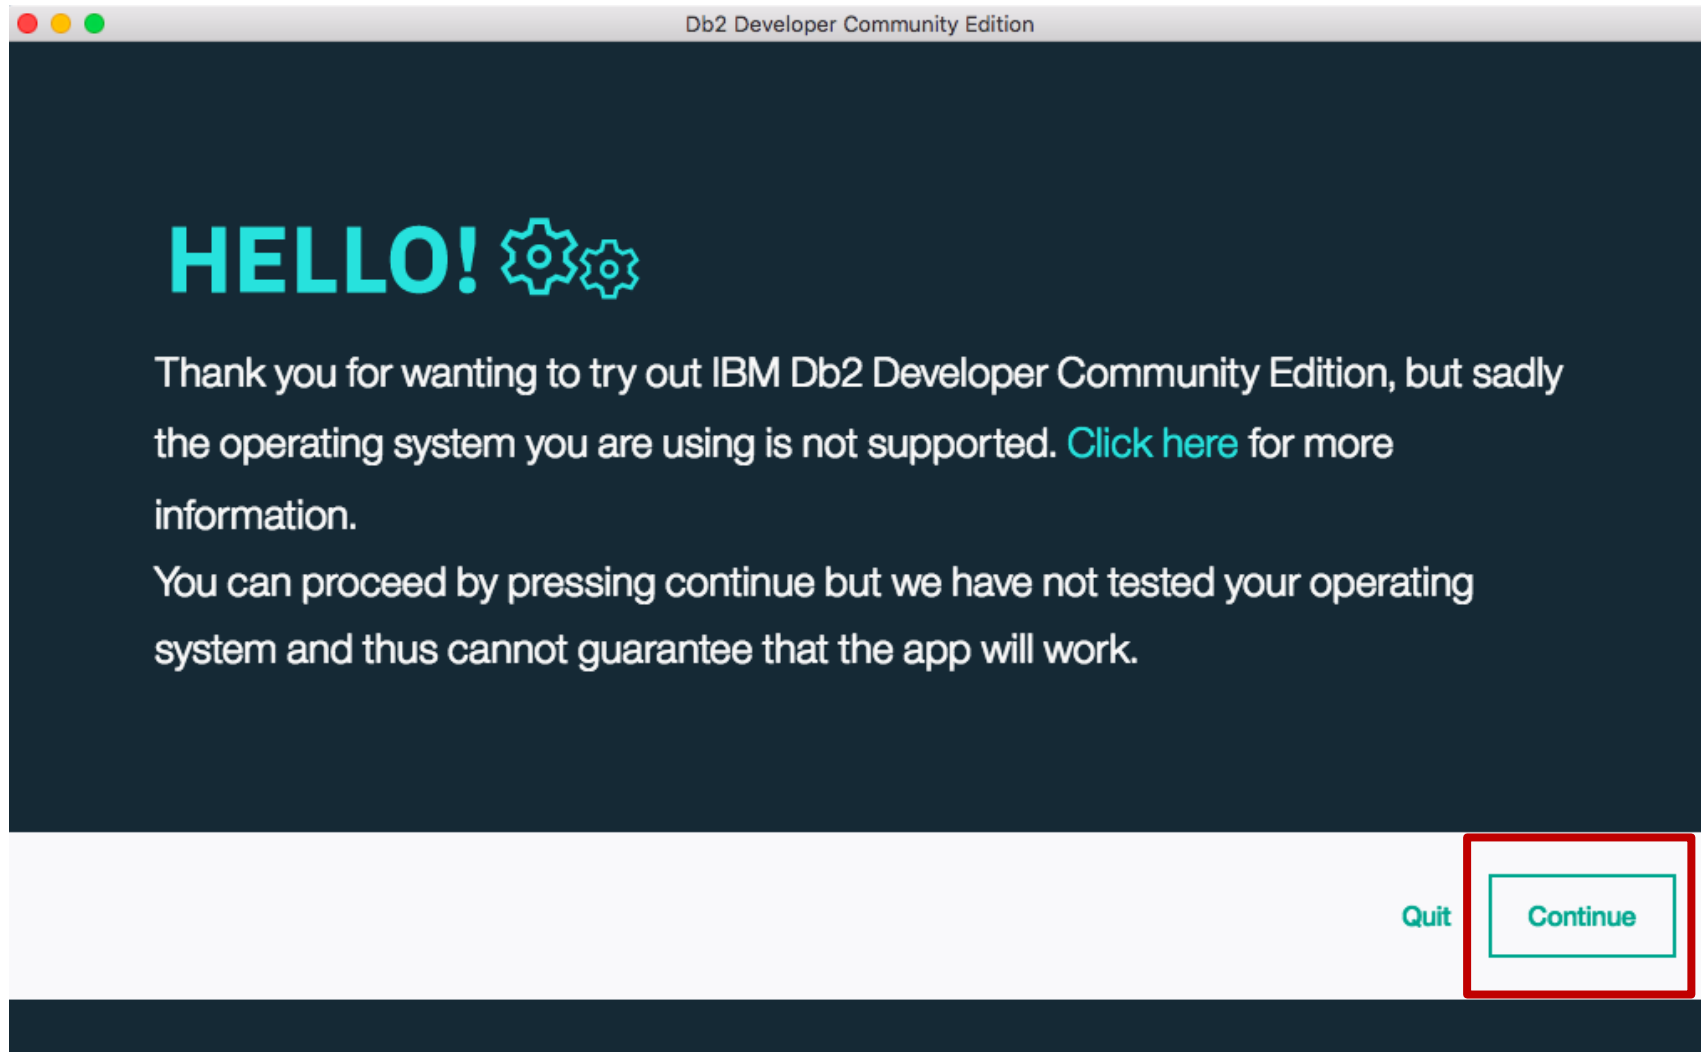 Db2 Developer Community Edition
HELLO!
Thank you for wanting to try out IBM Db2 Developer Community Edition, but sadly
the operating system you are using is not supported. Click here for more
information.
You can proceed by pressing continue but we have not tested your operating
system and thus cannot guarantee that the app will work.
Quit
Continue